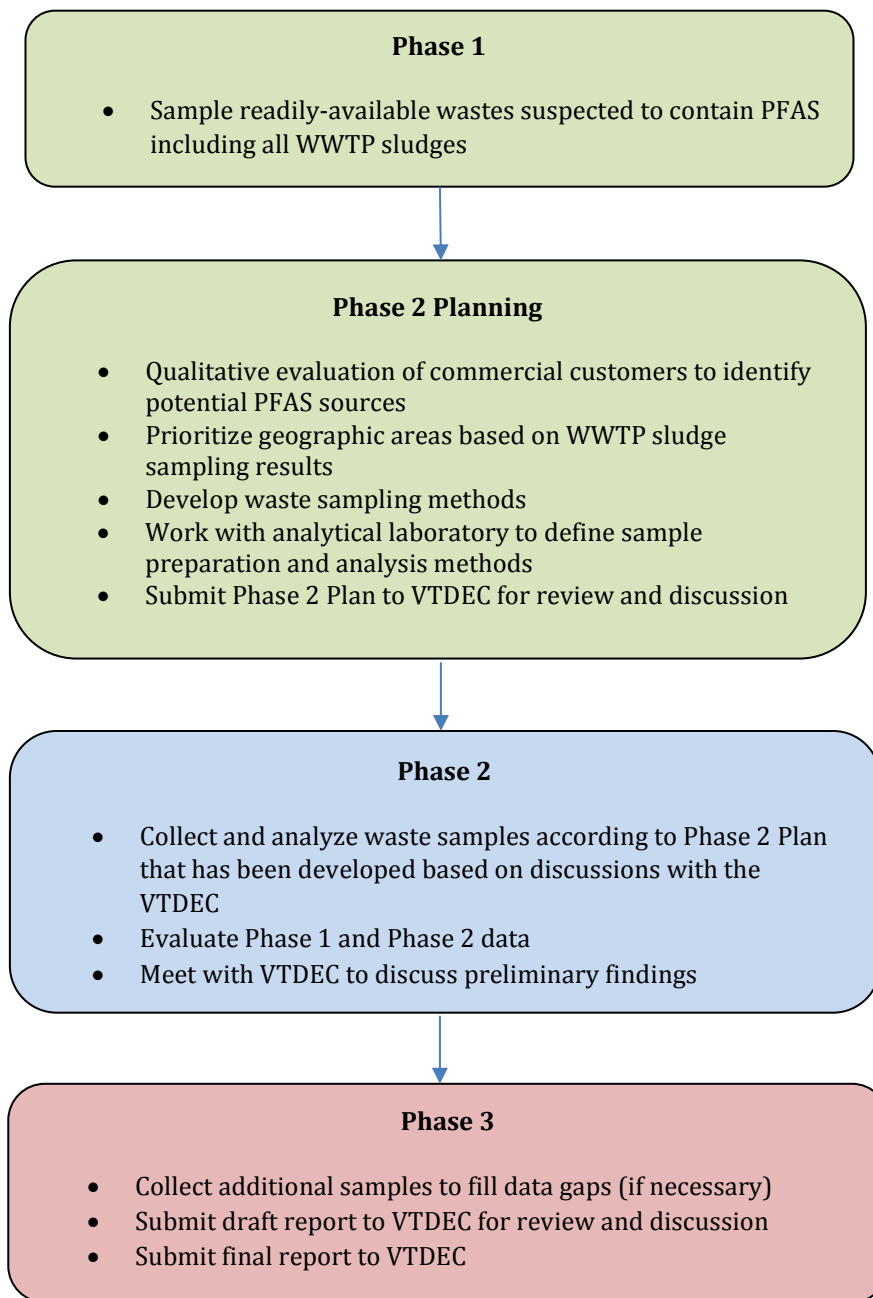 Phase 1
• Sample readily-available wastes suspected to contain PFAS
including all WWTP sludges
Phase 2 Planning
• Qualitative evaluation of commercial customers to identify
potential PFAS sources
• Prioritize geographic areas based on WWTP sludge
sampling results
• Develop waste sampling methods
• Work with analytical laboratory to define sample
preparation and analysis methods
• Submit Phase 2 Plan to VTDEC for review and discussion
Phase 2
• Collect and analyze waste samples according to Phase 2 Plan
that has been developed based on discussions with the
VTDEC
• Evaluate Phase 1 and Phase 2 data
• Meet with VTDEC to discuss preliminary findings
Phase 3
• Collect additional samples to fill data gaps (if necessary)
• Submit draft report to VTDEC for review and discussion
• Submit final report to VTDEC